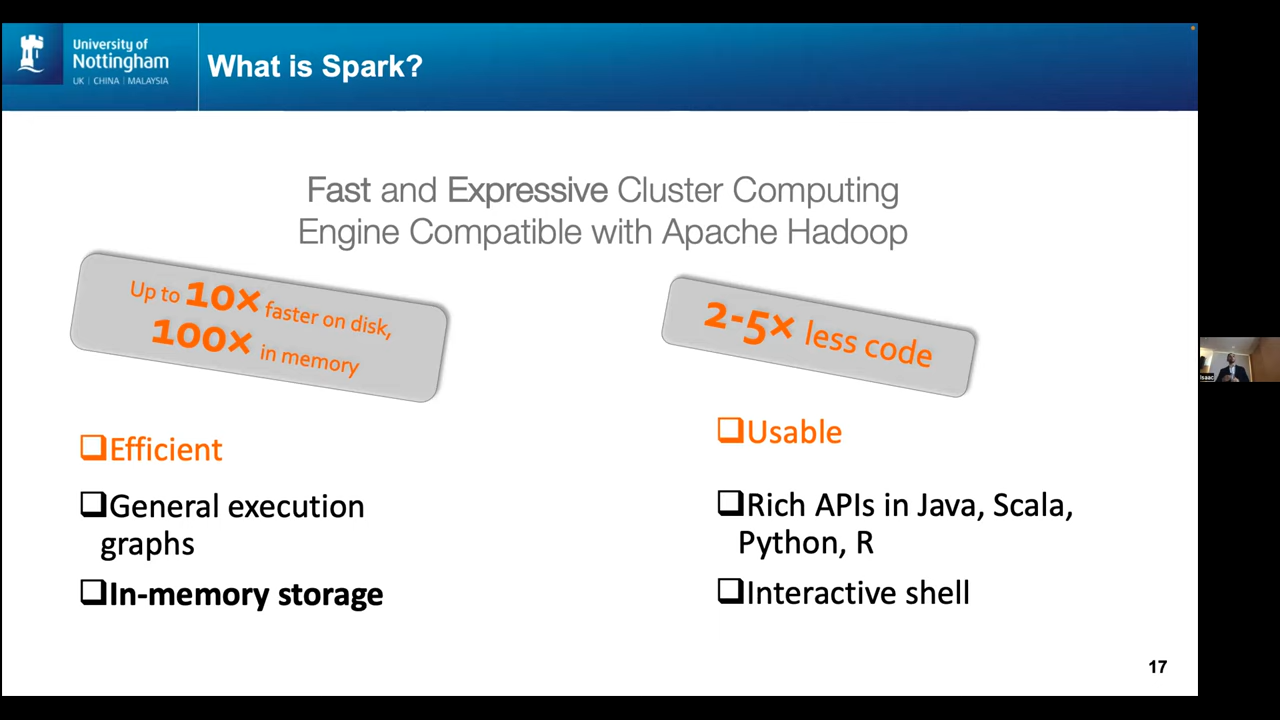 University of
Nottingham
UK | CHINA | MALAYSIA
What is Spark?
Fast and Expressive Cluster Computing
Engine Compatible with Apache Hadoop
Up to 10× faster on disk,
100× in memory
2-5× less code
Efficient
General execution
graphs
In-memory storage
Usable
Rich APIs in Java, Scala,
Python, R
Interactive shell
17
Isaac